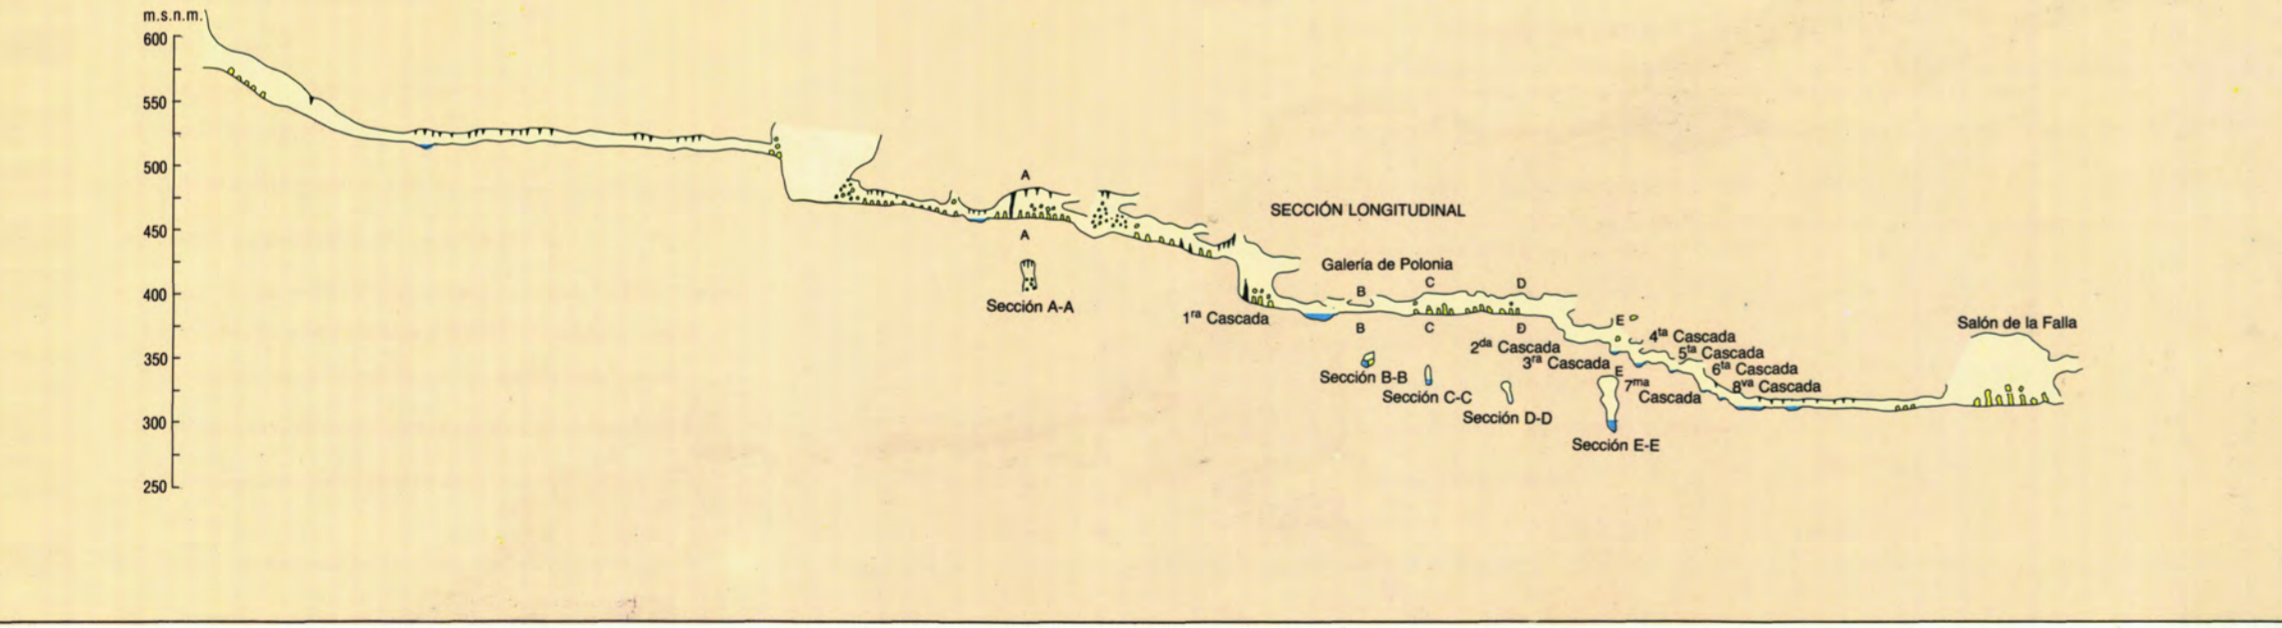 m.s.n.m.
600
550
500
450
400
350
300
250
A
A
Sección A-A
SECCIÓN LONGITUDINAL
Galería de Polonia
1ra Cascada
B
C
D
B
C
D
Sección B-B
Sección C-C
Sección D-D
2da Cascada
3ra Cascada
E
E
4ta Cascada
5ta Cascada
6ta Cascada
7ma
Cascada
8va Cascada
Sección E-E
Salón de la Falla